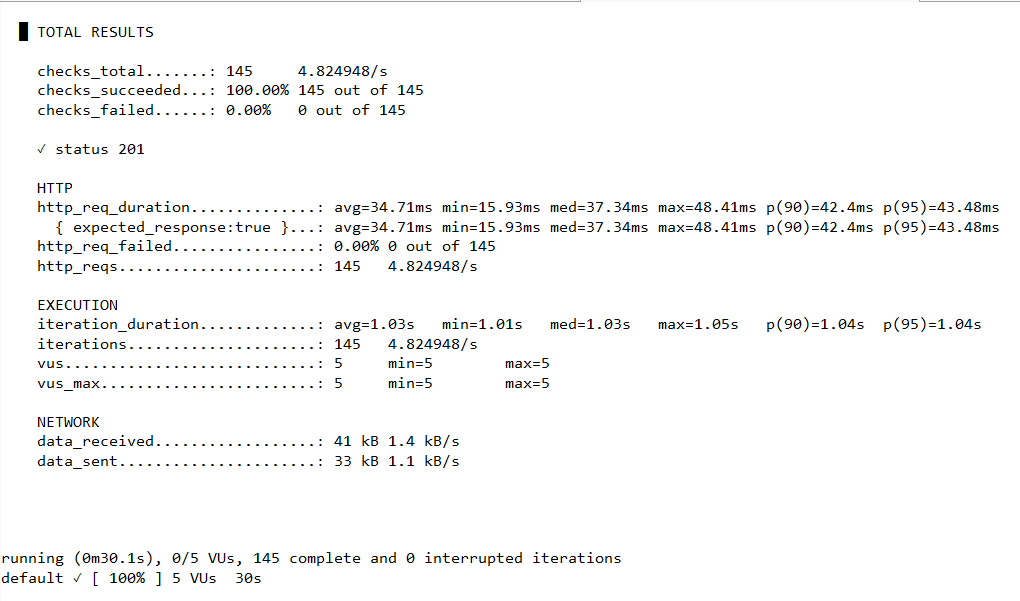 █ TOTAL RESULTS
checks_total.......: 145     4.824948/s
checks_succeeded...: 100.00% 145 out of 145
checks_failed......: 0.00%   0 out of 145
✓ status 201
HTTP
http_req_duration..............: avg=34.71ms min=15.93ms med=37.34ms max=48.41ms p(90)=42.4ms p(95)=43.48ms
  { expected_response:true }...: avg=34.71ms min=15.93ms med=37.34ms max=48.41ms p(90)=42.4ms p(95)=43.48ms
http_req_failed................: 0.00% 0 out of 145
http_reqs......................: 145   4.824948/s
EXECUTION
iteration_duration.............: avg=1.03s   min=1.01s   med=1.03s   max=1.05s   p(90)=1.04s  p(95)=1.04s
iterations.....................: 145   4.824948/s
vus............................: 5     min=5        max=5
vus_max........................: 5     min=5        max=5
NETWORK
data_received..................: 41 kB 1.4 kB/s
data_sent......................: 33 kB 1.1 kB/s
running (0m30.1s), 0/5 VUs, 145 complete and 0 interrupted iterations
default ✓ [ 100% ] 5 VUs  30s